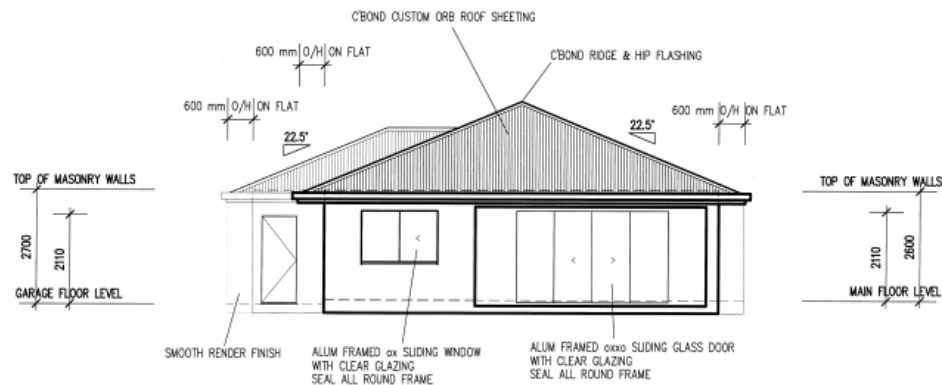 C'BOND CUSTOM ORB ROOF SHEETING
600 mm O/H ON FLAT
C'BOND RIDGE & HIP FLASHING
600 mm O/H ON FLAT
600 mm O/H ON FLAT
22.5°
22.5°
TOP OF MASONRY WALLS
TOP OF MASONRY WALLS
2700
2110
2110
2600
GARAGE FLOOR LEVEL
MAIN FLOOR LEVEL
SMOOTH RENDER FINISH
ALUM FRAMED ox SLIDING WINDOW
WITH CLEAR GLAZING
SEAL ALL ROUND FRAME
ALUM FRAMED oxxo SLIDING GLASS DOOR
WITH CLEAR GLAZING
SEAL ALL ROUND FRAME